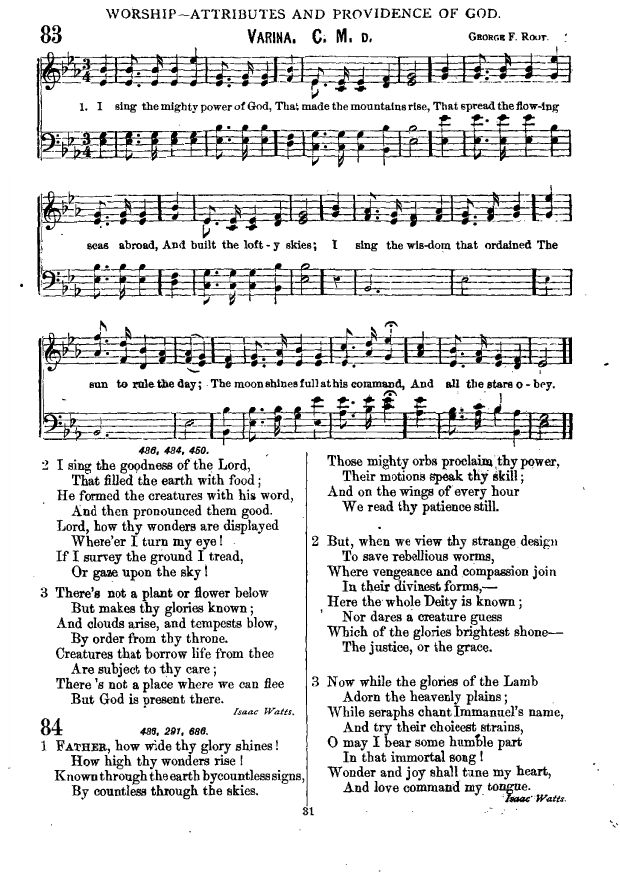 WORSHIP—ATTRIBUTES AND PROVIDENCE OF GOD.
83 VARINA. C. M. D. GEORGE F. ROOT.
1. I sing the mighty power of God, That made the mountains rise, That spread the flow-ing
seas abroad, And built the loft-y skies; I sing the wis-dom that ordained The
sun to rule the day; The moon shines full at his command, And all the stars o-bey.
486, 484, 450.
2 I sing the goodness of the Lord,
That filled the earth with food;
He formed the creatures with his word,
And then pronounced them good.
Lord, how thy wonders are displayed
Where'er I turn my eye!
If I survey the ground I tread,
Or gaze upon the sky!
3 There's not a plant or flower below
But makes thy glories known;
And clouds arise, and tempests blow,
By order from thy throne.
Creatures that borrow life from thee
Are subject to thy care;
There's not a place where we can flee
But God is present there.
Isaac Watts.
84 486, 291, 686.
1 FATHER, how wide thy glory shines!
How high thy wonders rise!
Known through the earth by countless signs,
By countless through the skies.
Those mighty orbs proclaim thy power,
Their motions speak thy skill;
And on the wings of every hour
We read thy patience still.
2 But, when we view thy strange design
To save rebellious worms,
Where vengeance and compassion join
In their divinest forms,—
Here the whole Deity is known;
Nor dares a creature guess
Which of the glories brightest shone—
The justice, or the grace.
3 Now while the glories of the Lamb
Adorn the heavenly plains;
While seraphs chant Immanuel's name,
And try their choicest strains,
O may I bear some humble part
In that immortal song!
Wonder and joy shall tune my heart,
And love command my tongue.
Isaac Watts.
31